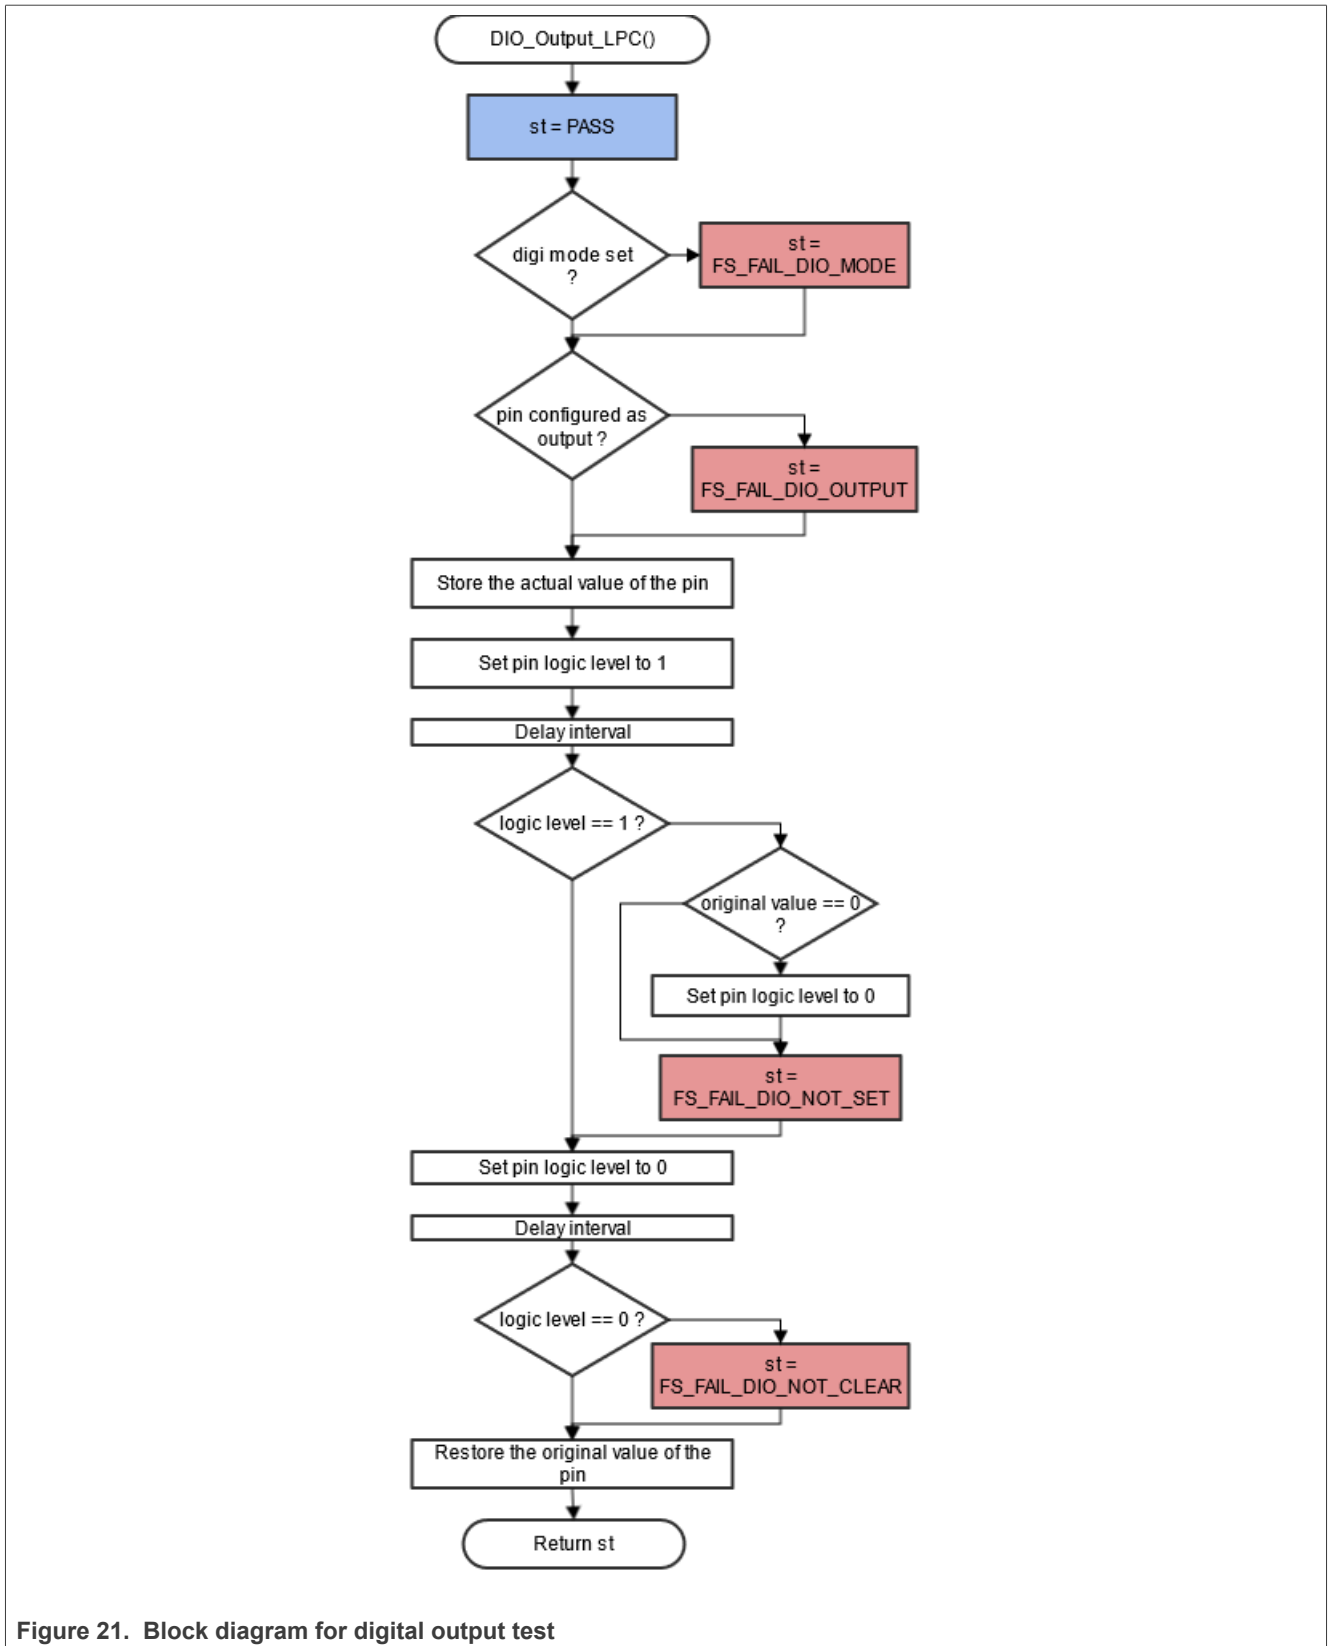 DIO_Output_LPC()
st = PASS
digi mode set
?
st =
FS_FAIL_DIO_MODE
pin configured as
output ?
st =
FS_FAIL_DIO_OUTPUT
Store the actual value of the pin
Set pin logic level to 1
Delay interval
logic level == 1 ?
original value == 0
?
Set pin logic level to 0
st =
FS_FAIL_DIO_NOT_SET
Set pin logic level to 0
Delay interval
logic level == 0 ?
st =
FS_FAIL_DIO_NOT_CLEAR
Restore the original value of the
pin
Return st
Figure 21. Block diagram for digital output test